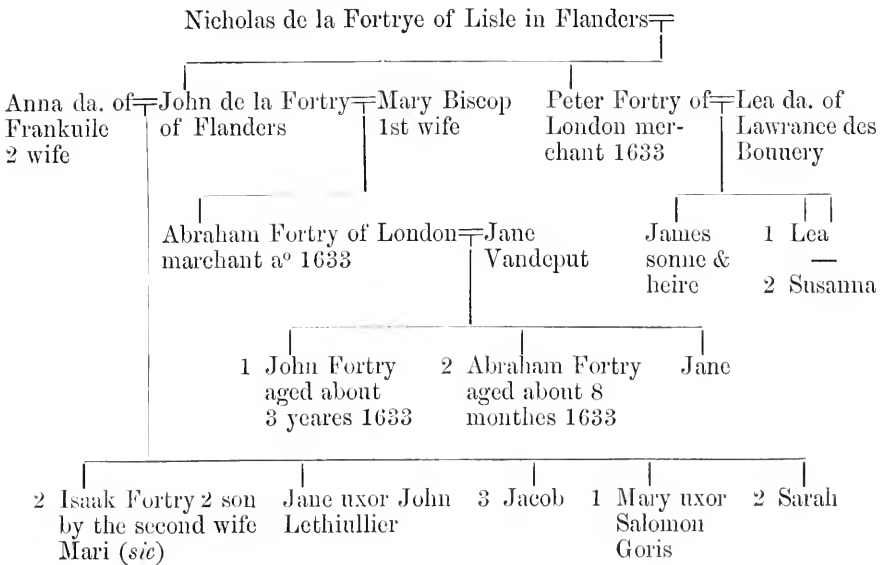 Nicholas de la Fortrye of Lisle in Flanders
Anna da. of John de la Fortry Mary Biscop Peter Fortry of Lea da. of
Frankuile of Flanders 1st wife London mer- Lawrance des
2 wife chant 1633 Bonnery
Abraham Fortry of London Jane James 1 Lea
marchant aº 1633 Vandeput sonne & —
heire 2 Susanna
1 John Fortry 2 Abraham Fortry Jane
aged about aged about 8
3 yeares 1633 monthes 1633
2 Isaak Fortry 2 son Jane uxor John 3 Jacob 1 Mary uxor 2 Sarah
by the second wife Lethiullier Salomon
Mari (sic) Goris